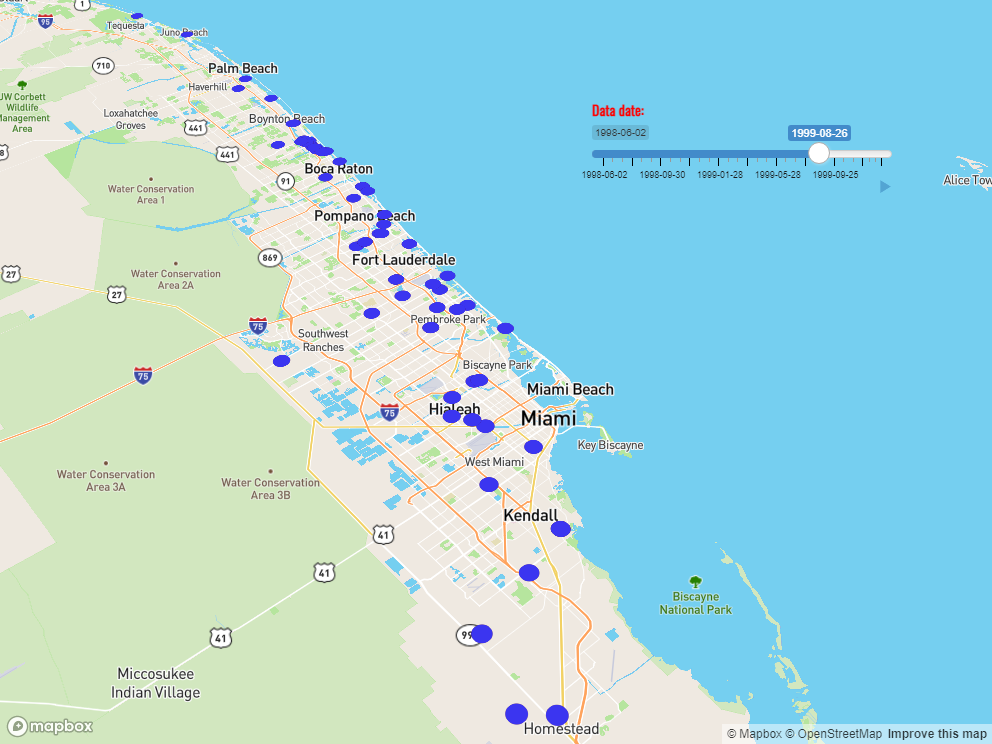 1
95
Tequesta
Juno Beach
710
Palm Beach
Haverhill
JW Corbett
Wildlife
Management
Area
Loxahatchee
Groves
Boynton Beach
441
8
441
Boca Raton
91
Water Conservation
Area 1
Pompano Beach
869
Fort Lauderdale
27
Water Conservation
Area 2A
27
75
Pembroke Park
Southwest
Ranches
Biscayne Park
75
Miami Beach
75
Hialeah
Miami
Key Biscayne
West Miami
Water Conservation
Area 3A
Water Conservation
Area 3B
Kendall
41
41
Biscayne
National Park
41
Miccosukee
Indian Village
Homestead
Data date:
1998-06-02
1999-08-26
1998-06-02 1998-09-30 1999-01-28 1999-05-28 1999-09-25
Alice Tow
mapbox
© Mapbox © OpenStreetMap Improve this map